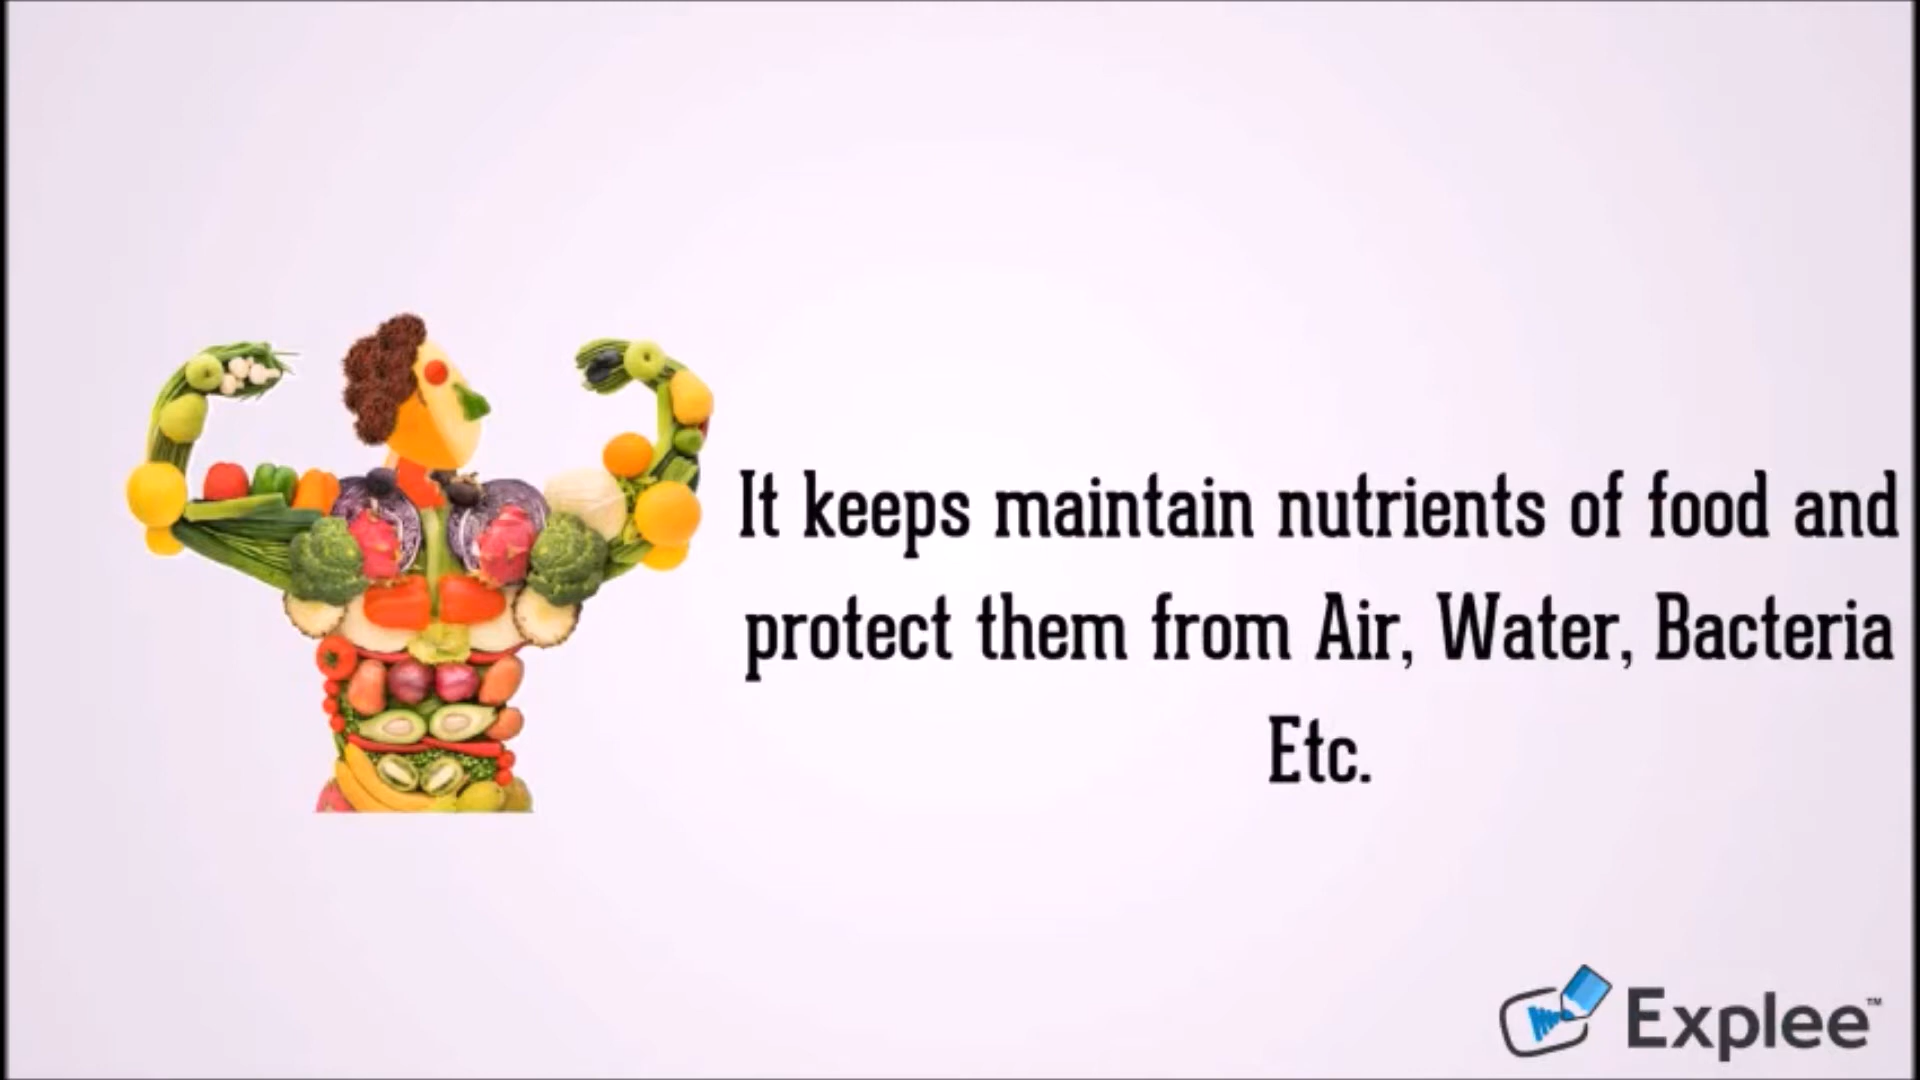 It keeps maintain nutrients of food and
protect them from Air, Water, Bacteria
Etc.
Explee™